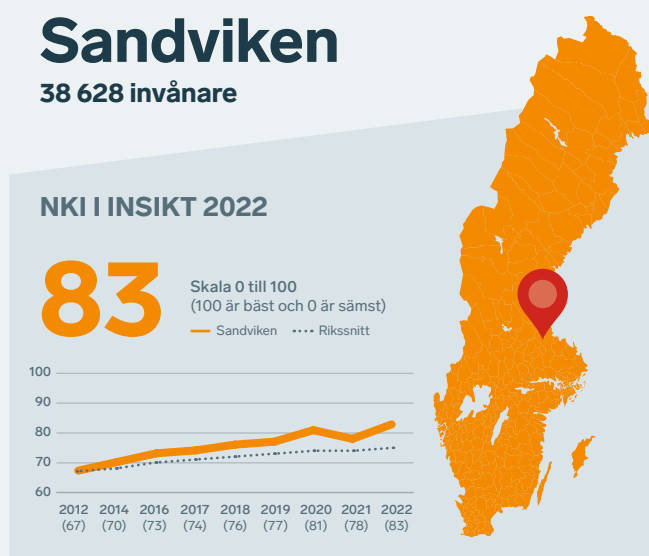 Sandviken
38 628 invånare
NKI I INSIKT 2022
83
Skala 0 till 100
(100 är bäst och 0 är sämst)
Sandviken Rikssnitt
100
90
80
70
60
2012 2014 2016 2017 2018 2019 2020 2021 2022
(67) (70) (73) (74) (76) (77) (81) (78) (83)